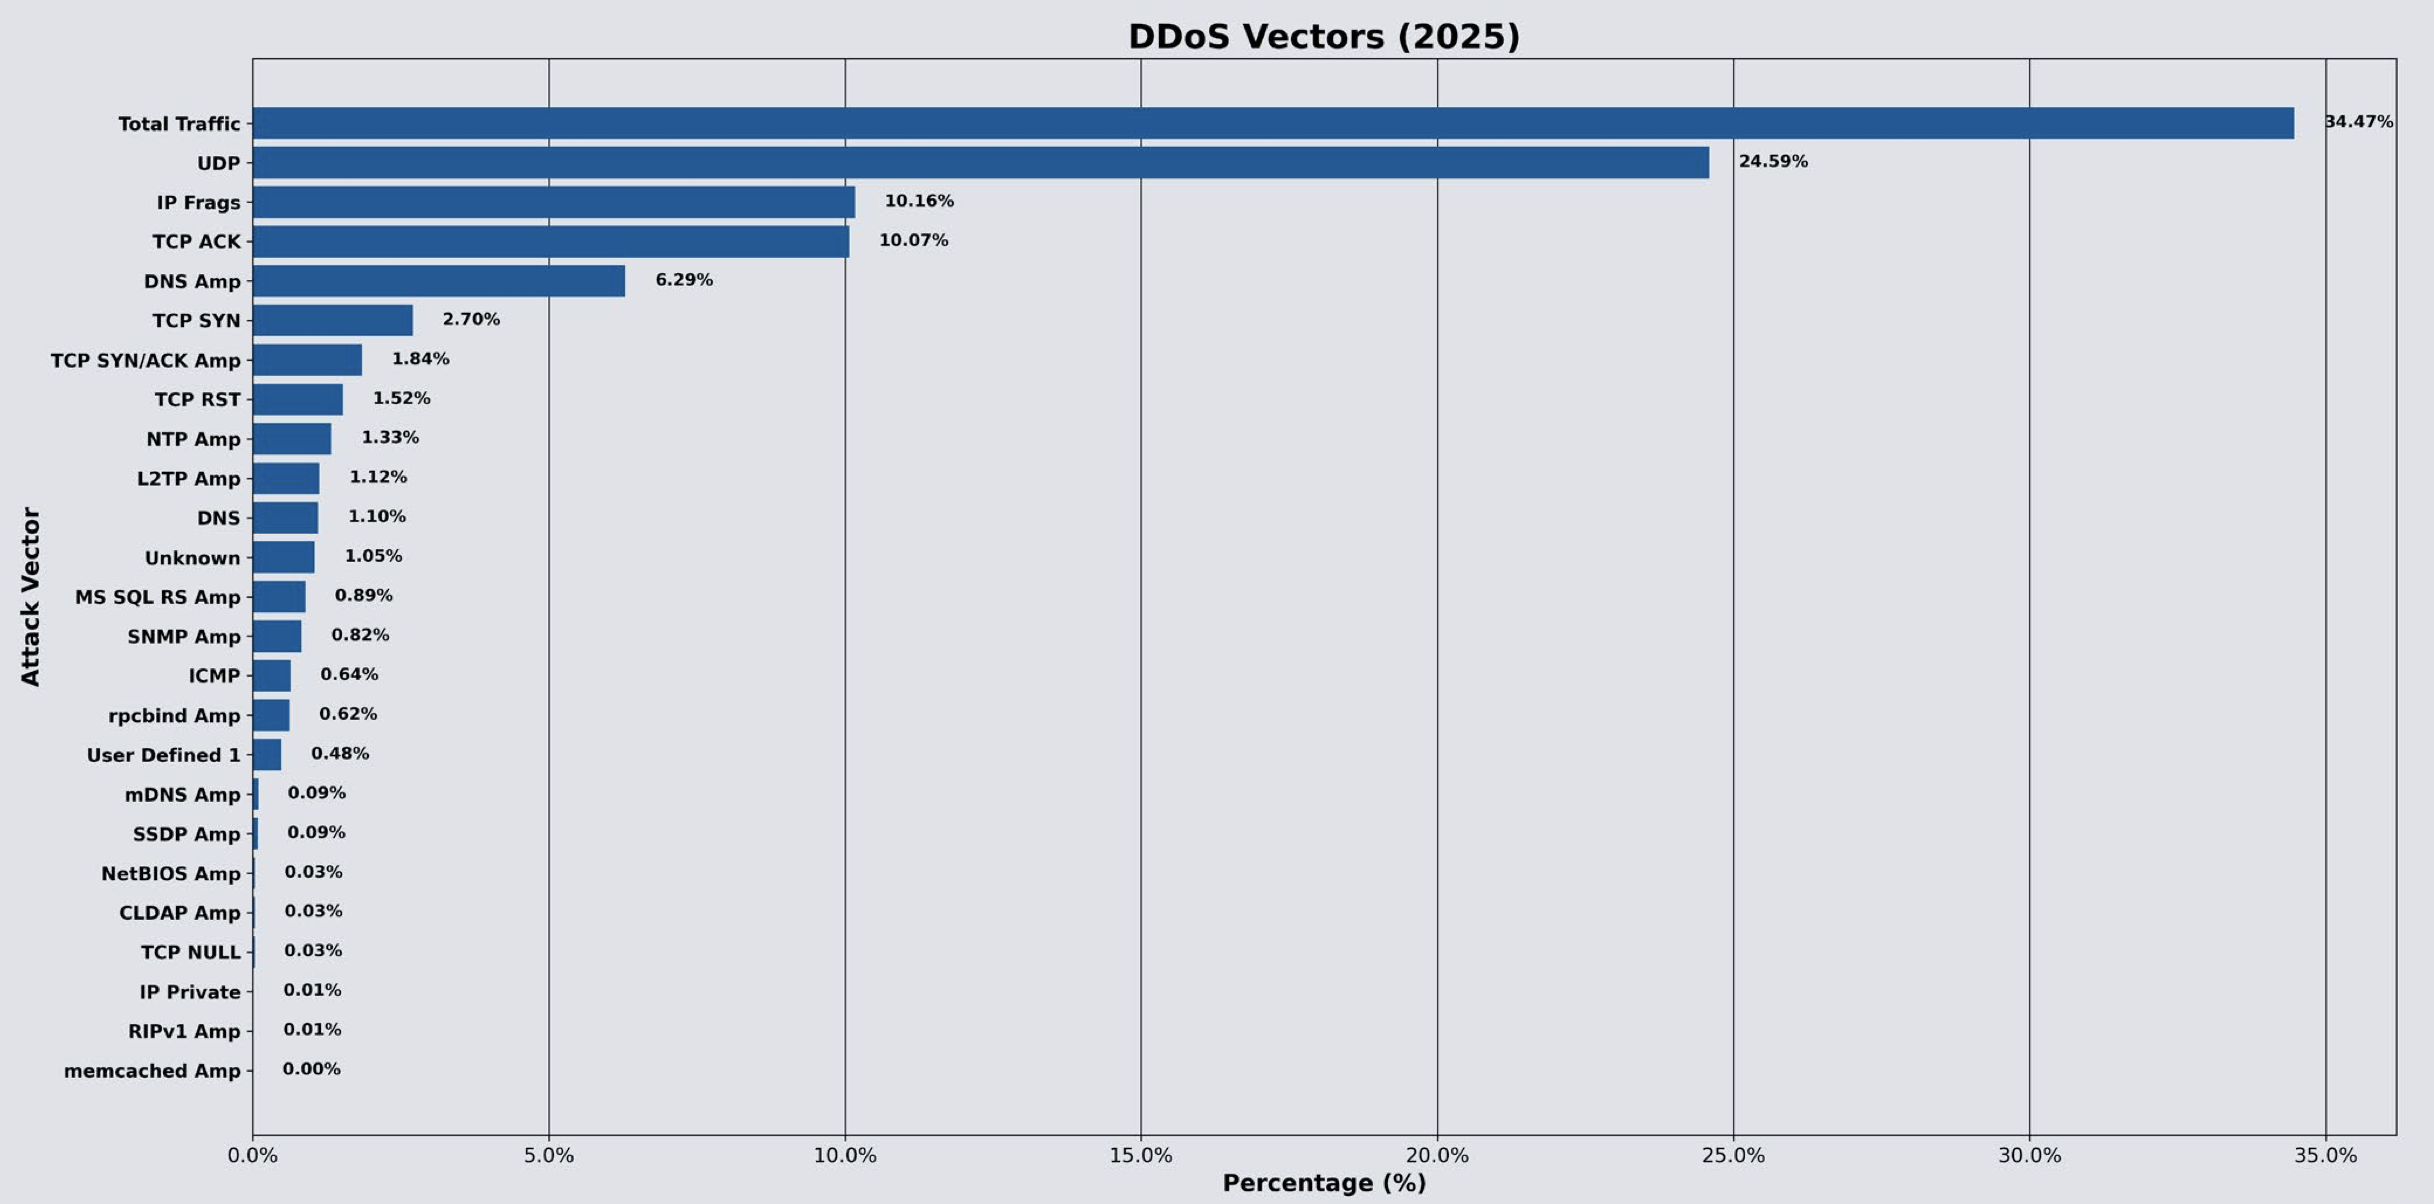 DDoS Vectors (2025)
Total Traffic 34.47%
UDP 24.59%
IP Frags 10.16%
TCP ACK 10.07%
DNS Amp 6.29%
TCP SYN 2.70%
TCP SYN/ACK Amp 1.84%
TCP RST 1.52%
NTP Amp 1.33%
L2TP Amp 1.12%
DNS 1.10%
Unknown 1.05%
MS SQL RS Amp 0.89%
SNMP Amp 0.82%
ICMP 0.64%
rpcbind Amp 0.62%
User Defined 1 0.48%
mDNS Amp 0.09%
SSDP Amp 0.09%
NetBIOS Amp 0.03%
CLDAP Amp 0.03%
TCP NULL 0.03%
IP Private 0.01%
RIPv1 Amp 0.01%
memcached Amp 0.00%
Attack Vector
0.0% 5.0% 10.0% 15.0% 20.0% 25.0% 30.0% 35.0%
Percentage (%)